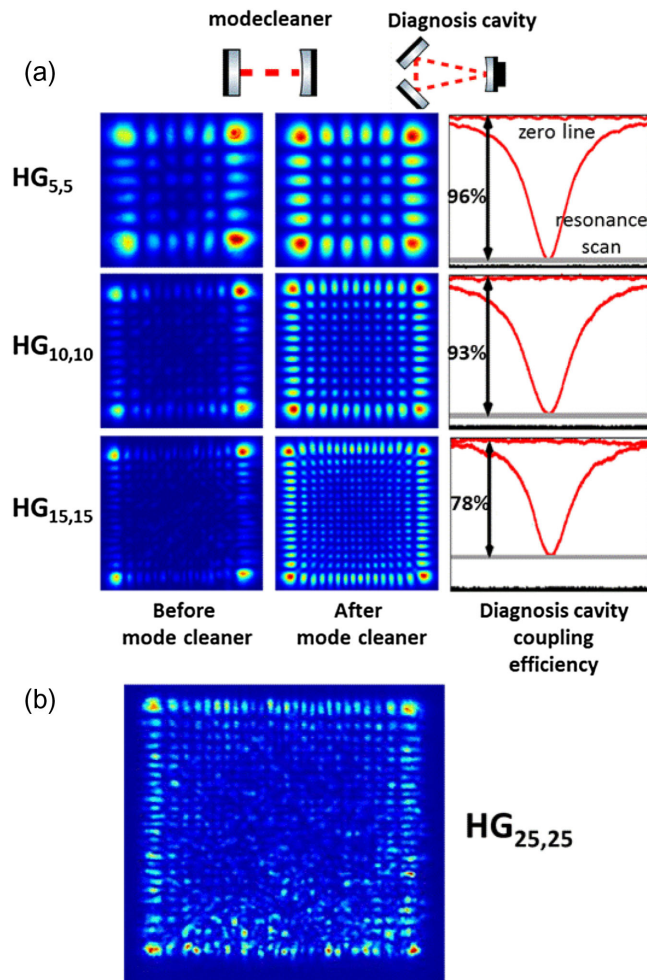 modecleaner
Diagnosis cavity
(a)
HG5,5
zero line
96%
resonance
scan
HG10,10
93%
HG15,15
78%
Before
mode cleaner
After
mode cleaner
Diagnosis cavity
coupling
efficiency
(b)
HG25,25